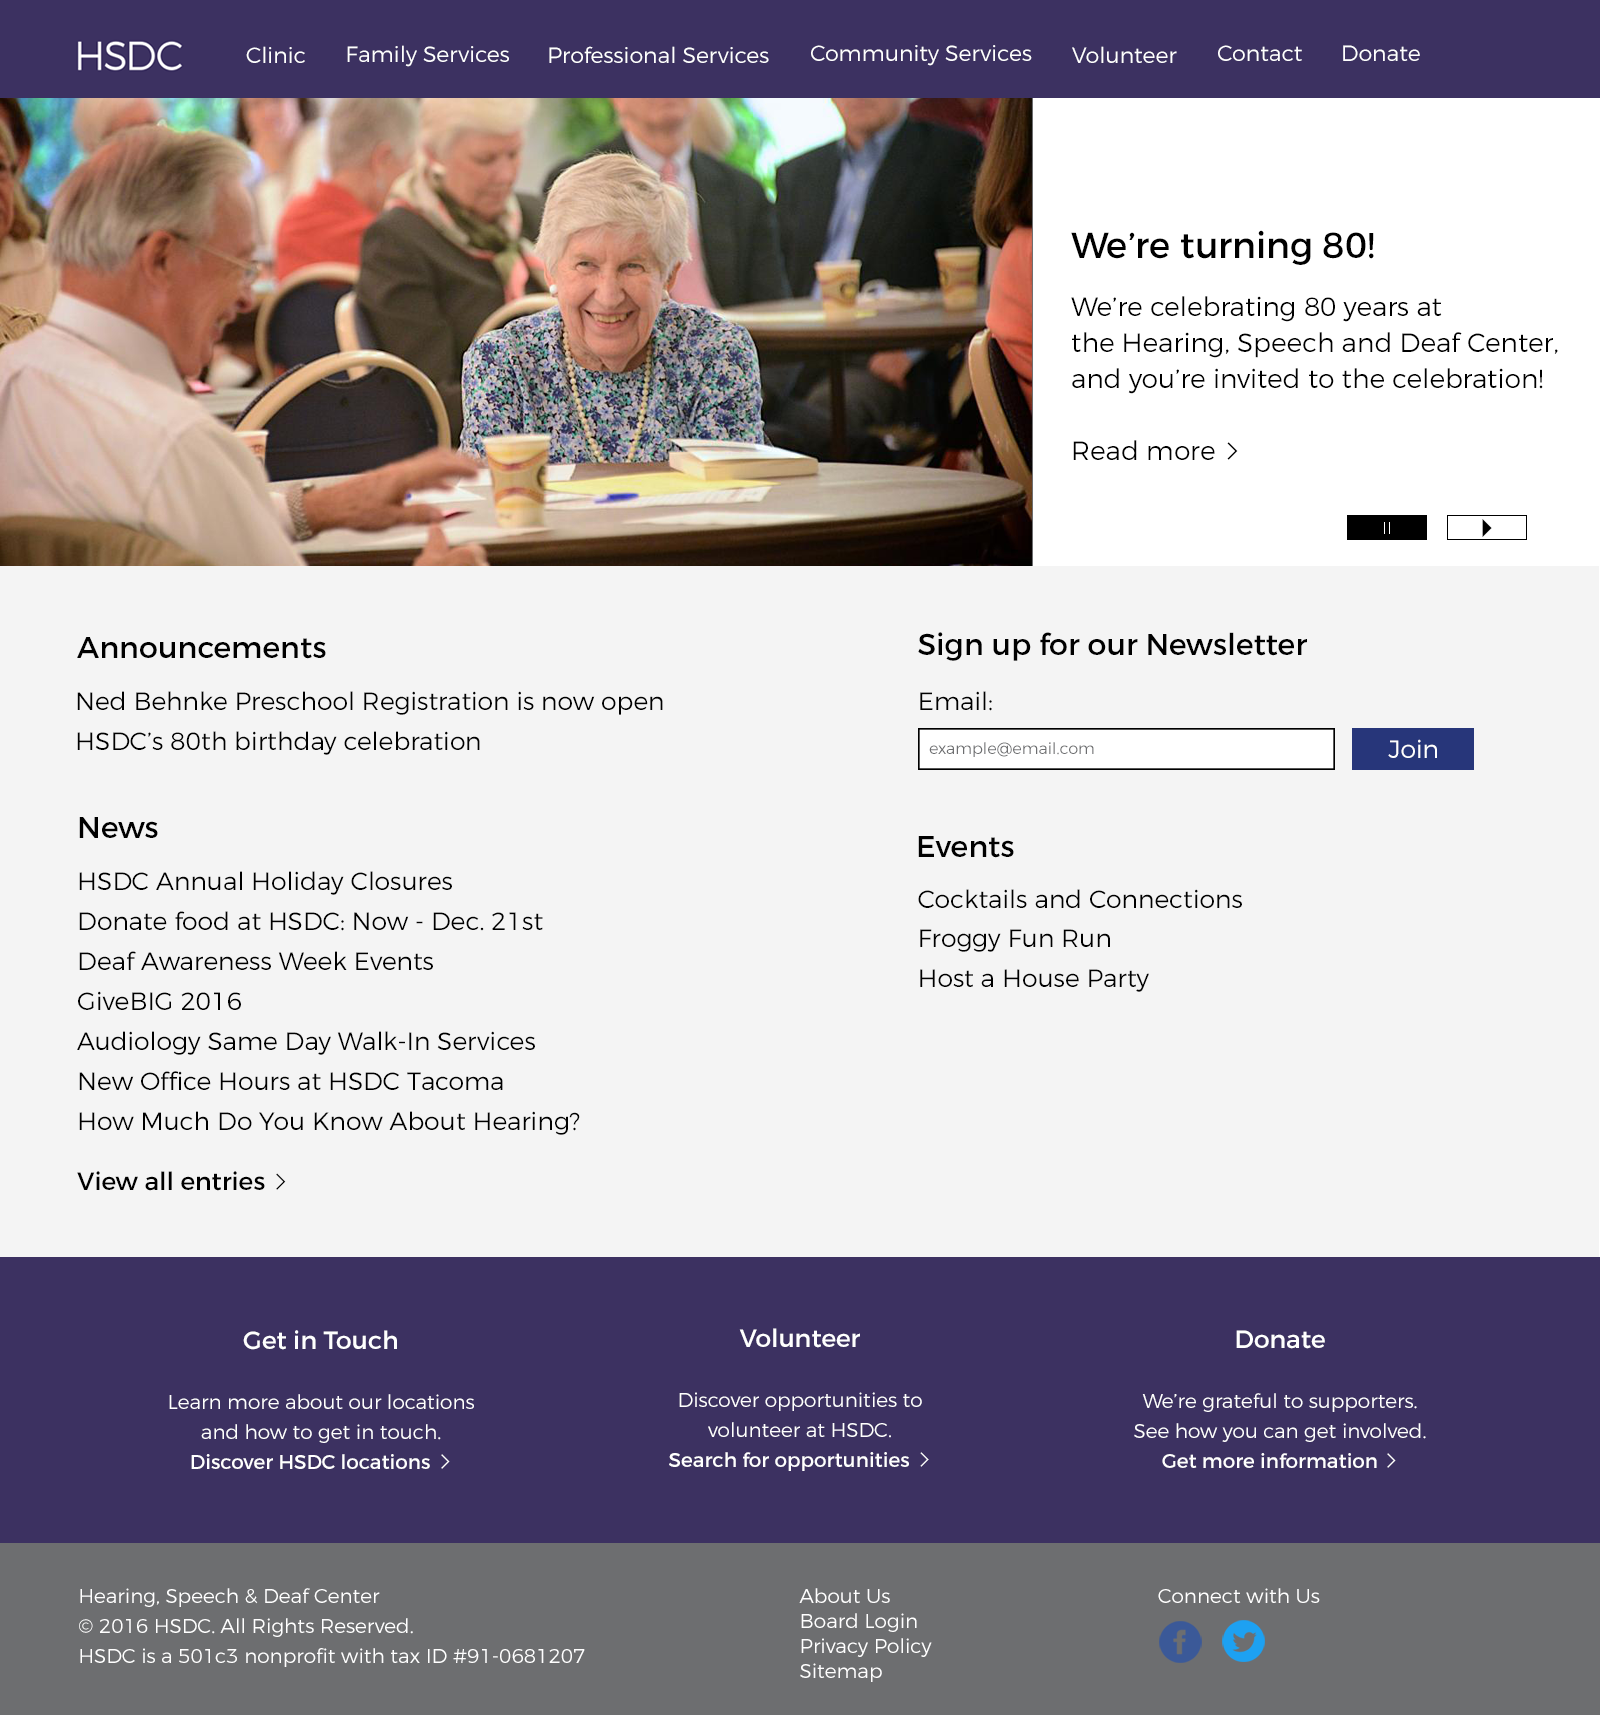 HSDC
Clinic
Family Services
Professional Services
Community Services
Volunteer
Contact
Donate
We’re turning 80!
We’re celebrating 80 years at
the Hearing, Speech and Deaf Center,
and you’re invited to the celebration!
Read more
Announcements
Ned Behnke Preschool Registration is now open
HSDC’s 80th birthday celebration
News
HSDC Annual Holiday Closures
Donate food at HSDC: Now - Dec. 21st
Deaf Awareness Week Events
GiveBIG 2016
Audiology Same Day Walk-In Services
New Office Hours at HSDC Tacoma
How Much Do You Know About Hearing?
View all entries
Sign up for our Newsletter
Email:
example@email.com
Join
Events
Cocktails and Connections
Froggy Fun Run
Host a House Party
Get in Touch
Learn more about our locations
and how to get in touch.
Discover HSDC locations
Volunteer
Discover opportunities to
volunteer at HSDC.
Search for opportunities
Donate
We’re grateful to supporters.
See how you can get involved.
Get more information
Hearing, Speech & Deaf Center
© 2016 HSDC. All Rights Reserved.
HSDC is a 501c3 nonprofit with tax ID #91-0681207
About Us
Board Login
Privacy Policy
Sitemap
Connect with Us